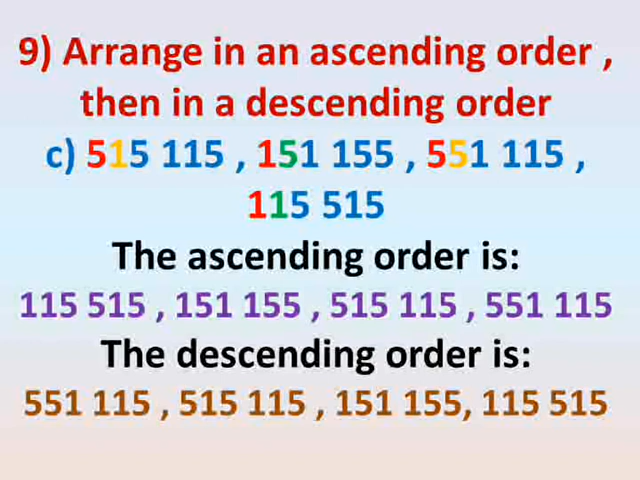 9) Arrange in an ascending order ,
then in a descending order
c) 515 115 , 151 155 , 551 115 ,
115 515
The ascending order is:
115 515 , 151 155 , 515 115 , 551 115
The descending order is:
551 115 , 515 115 , 151 155, 115 515